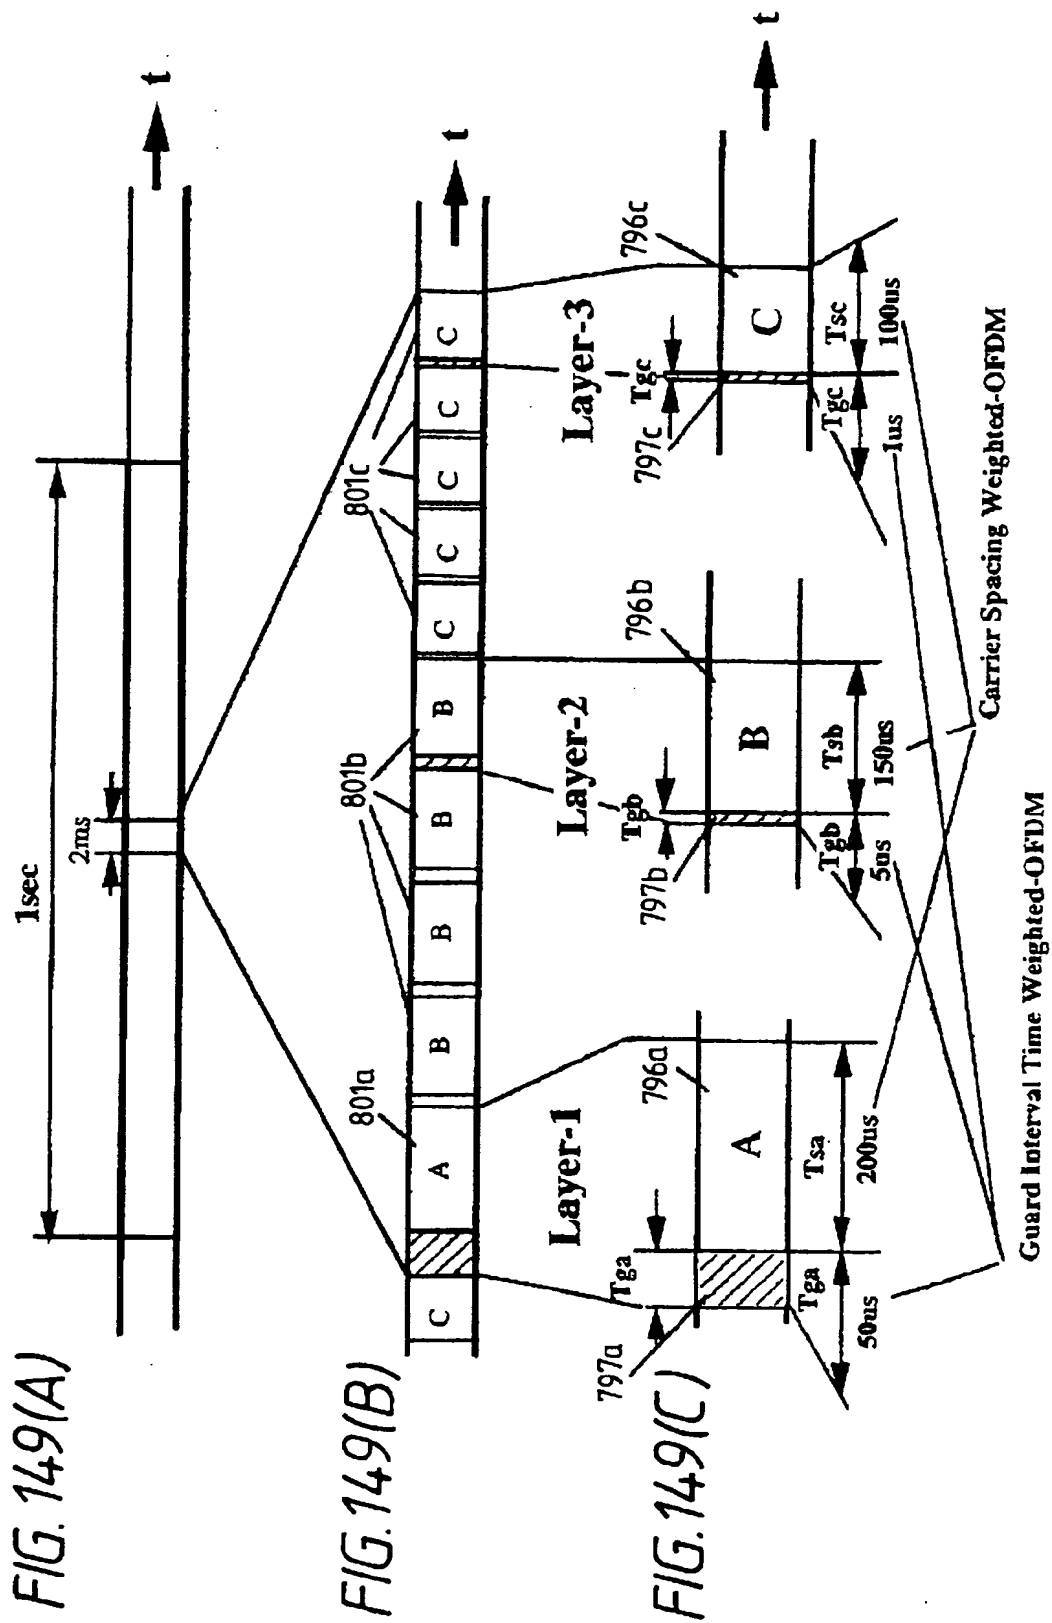 FIG. 149(A)
1sec
2ms
t
FIG. 149(B)
801a
801b
801c
C
A
B
B
B
B
C
C
C
C
C
t
Layer-1
Layer-2
Layer-3
FIG. 149(C)
797a
Tga
796a
797b
Tgb
796b
797c
Tgc
796c
A
B
C
t
Tga
Tsa
Tgb
Tsb
Tgc
Tsc
50us
200us
5us
150us
1us
100us
Carrier Spacing Weighted-OFDM
Guard Interval Time Weighted-OFDM